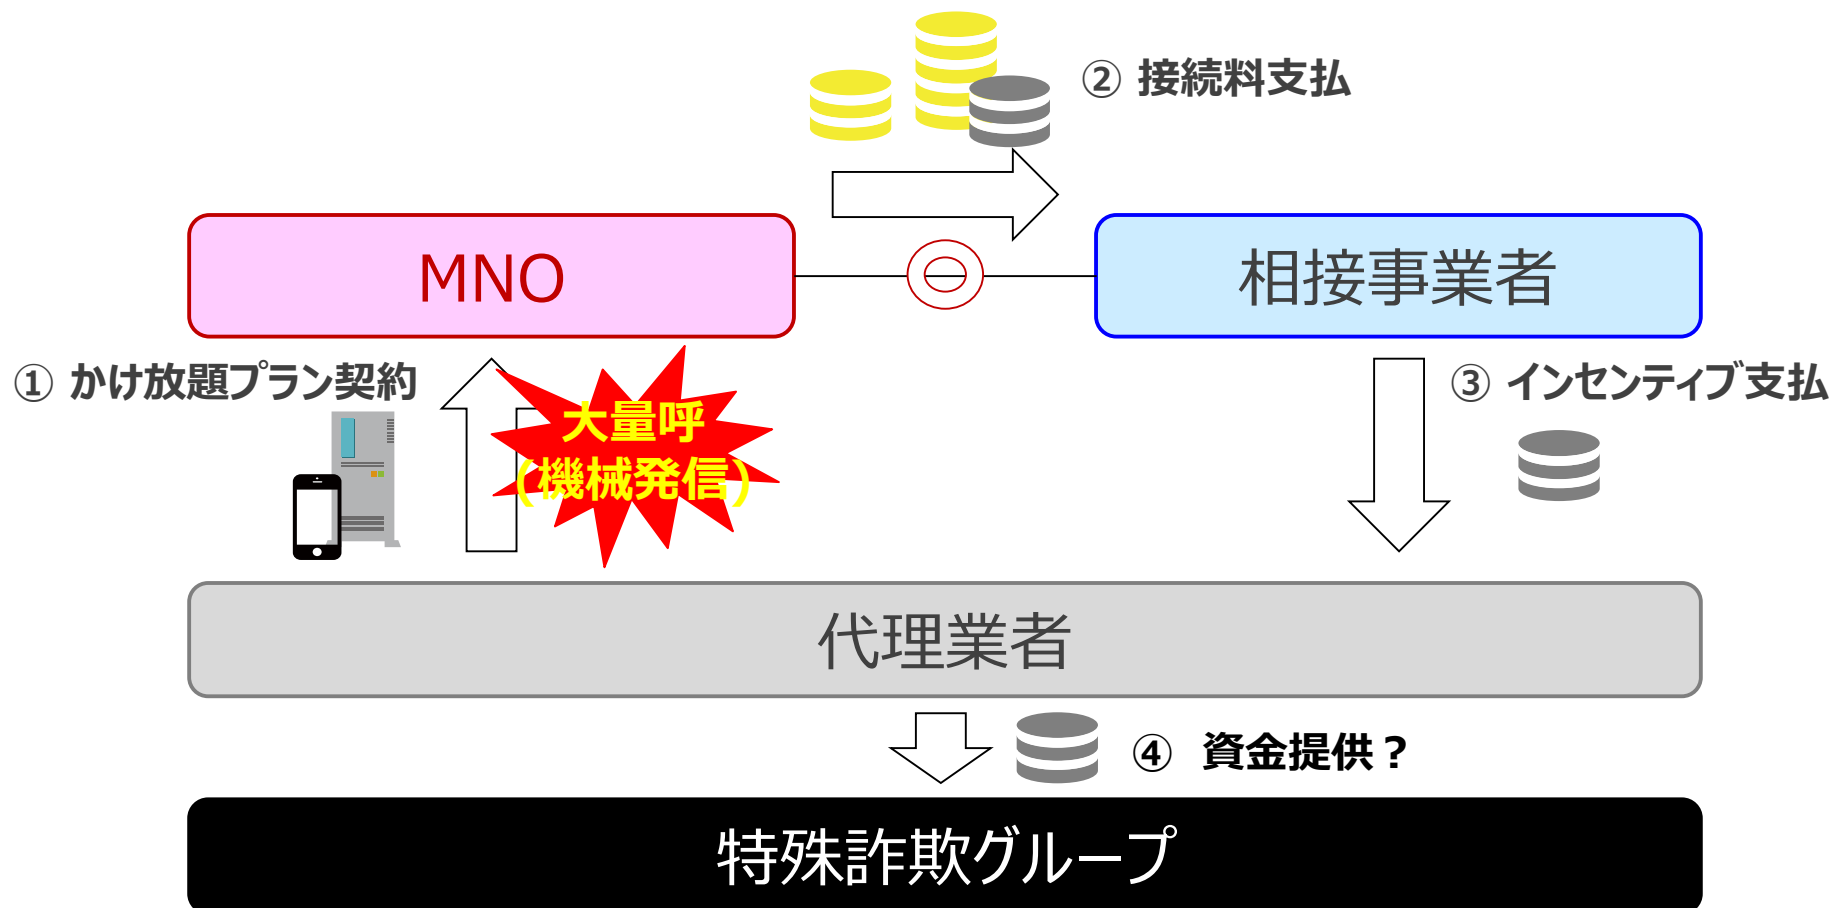 ② 接続料支払
MNO
相接事業者
① かけ放題プラン契約
③ インセンティブ支払
大量呼
(機械発信)
代理業者
④ 資金提供？
特殊詐欺グループ